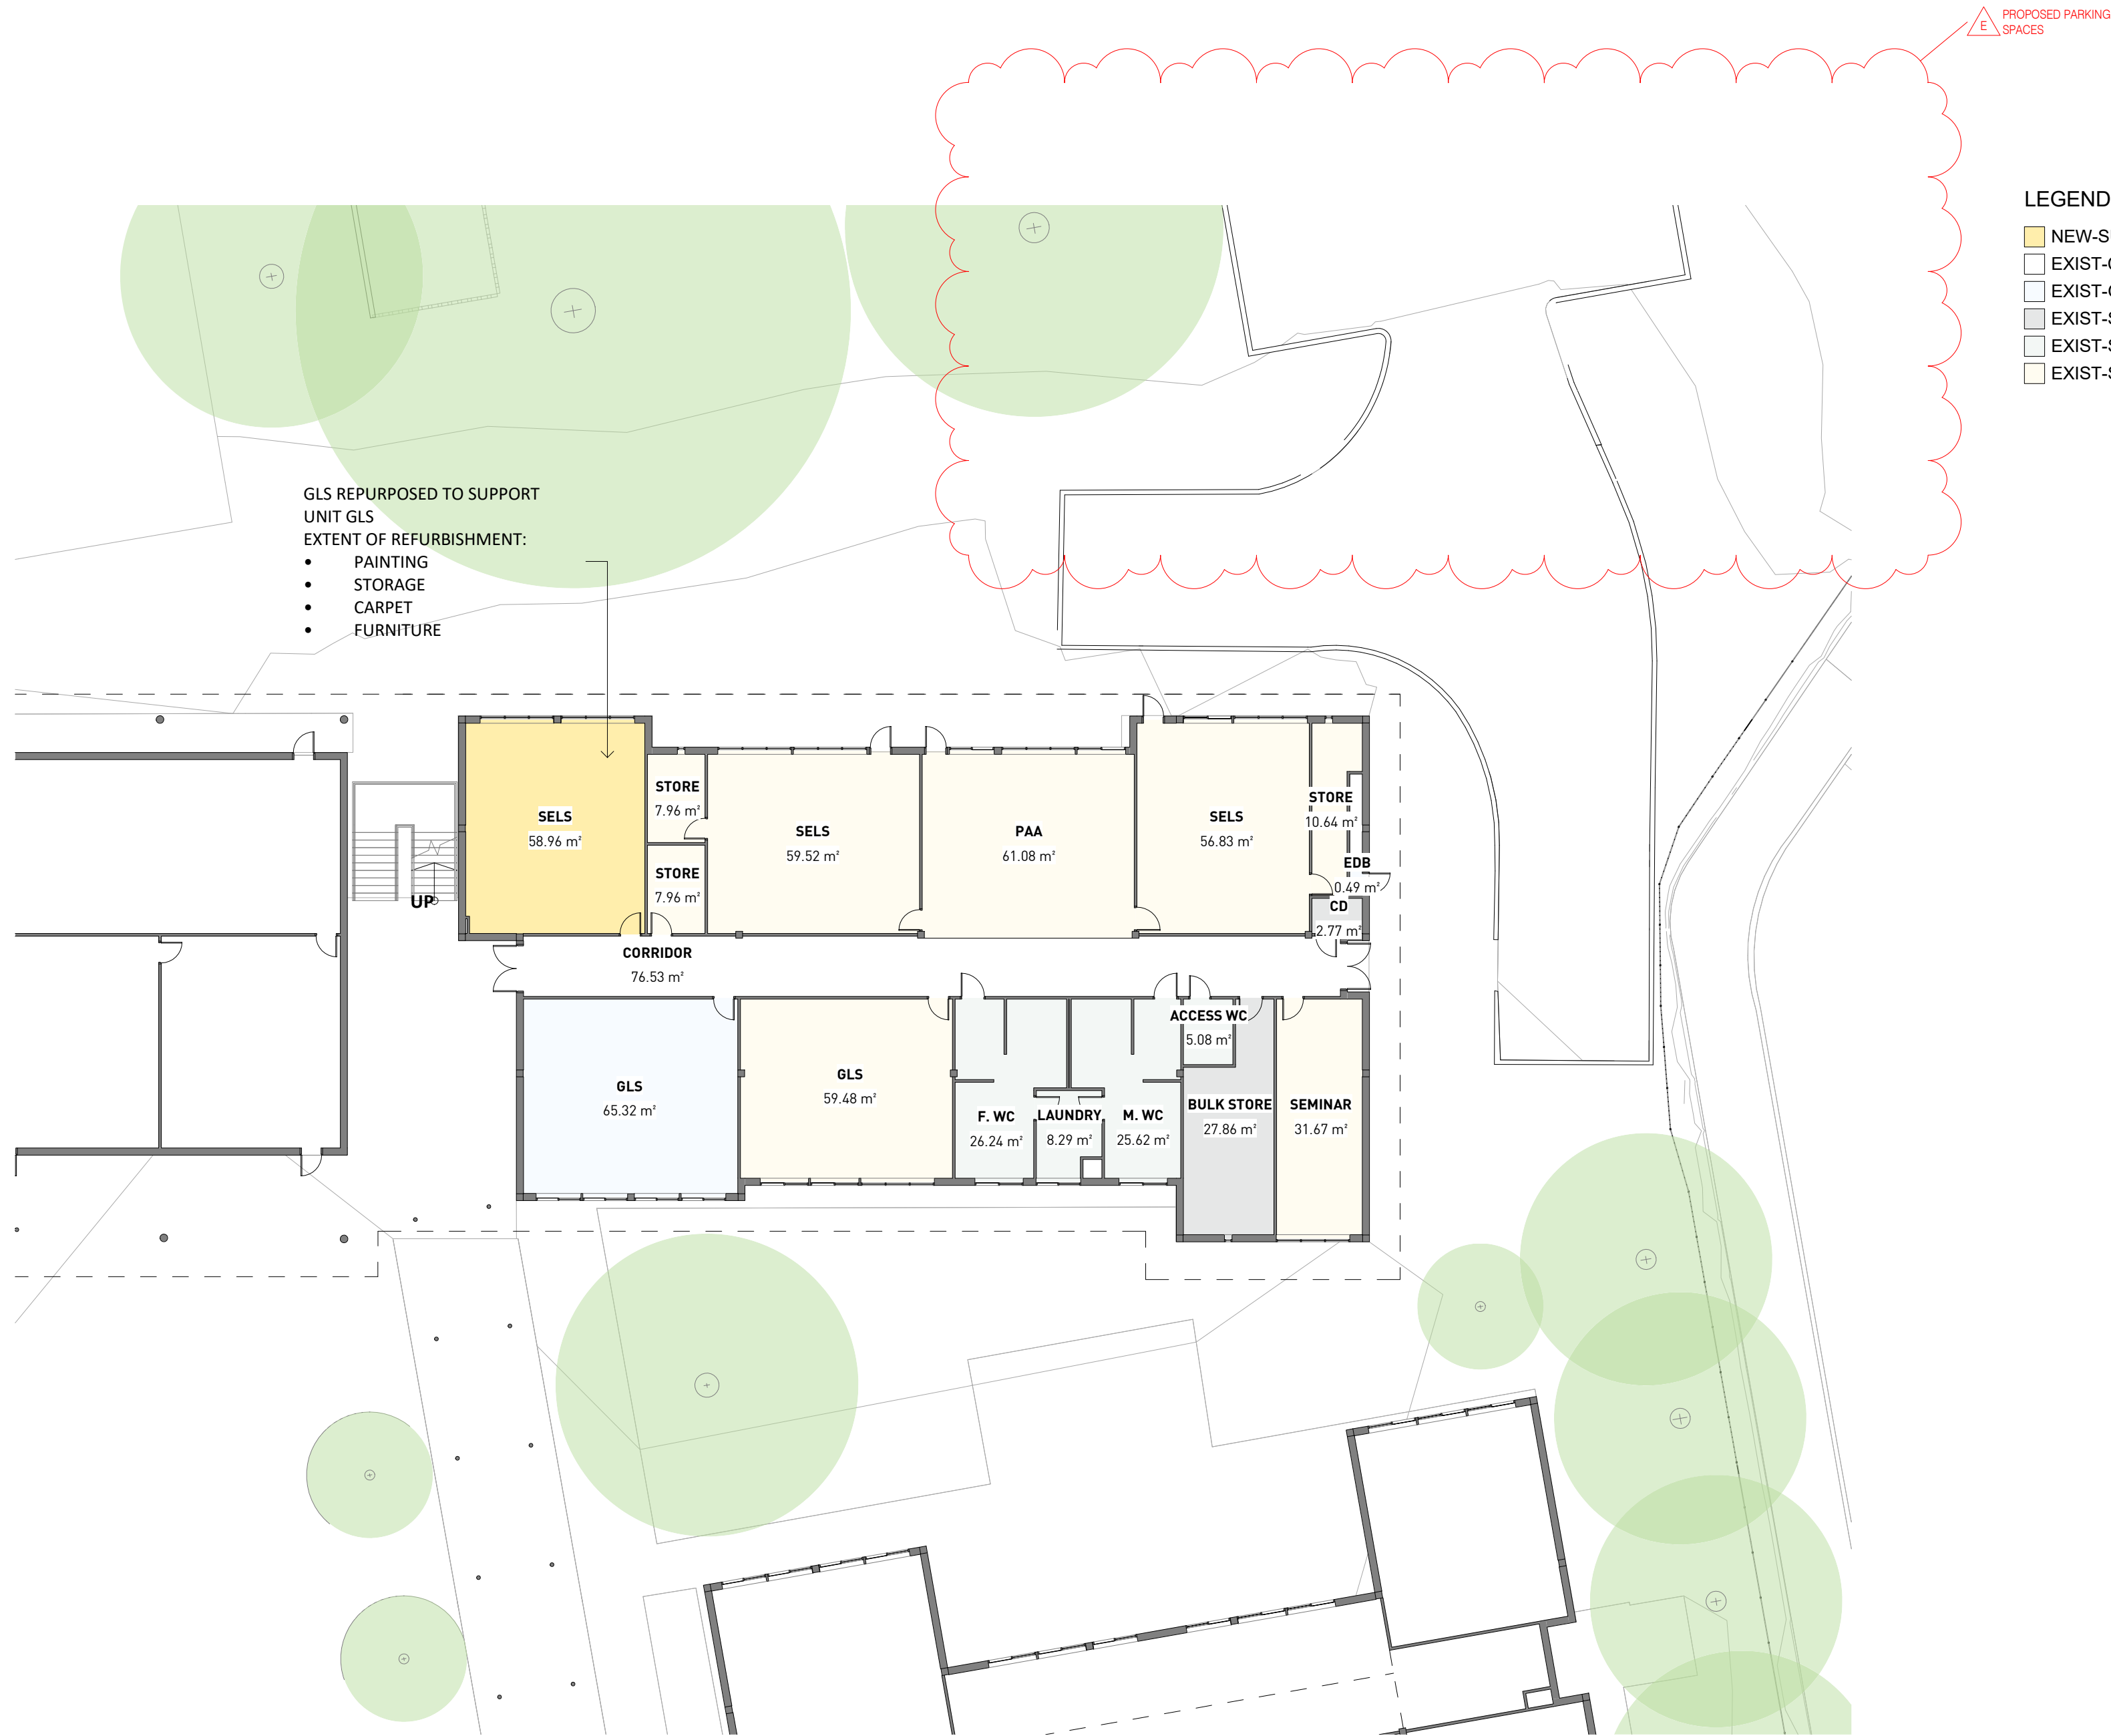 E
PROPOSED PARKING
SPACES
LEGEND
NEW-S
EXIST-
EXIST-
EXIST-S
EXIST-S
EXIST-S
GLS REPURPOSED TO SUPPORT
UNIT GLS
EXTENT OF REFURBISHMENT:
• PAINTING
• STORAGE
• CARPET
• FURNITURE
SELS
58.96 m²
STORE
7.96 m²
STORE
7.96 m²
SELS
59.52 m²
PAA
61.08 m²
SELS
56.83 m²
STORE
10.64 m²
EDB
0.49 m²
CD
2.77 m²
UP
CORRIDOR
76.53 m²
GLS
65.32 m²
GLS
59.48 m²
F. WC
26.24 m²
LAUNDRY
8.29 m²
M. WC
25.62 m²
ACCESS WC
5.08 m²
BULK STORE
27.86 m²
SEMINAR
31.67 m²